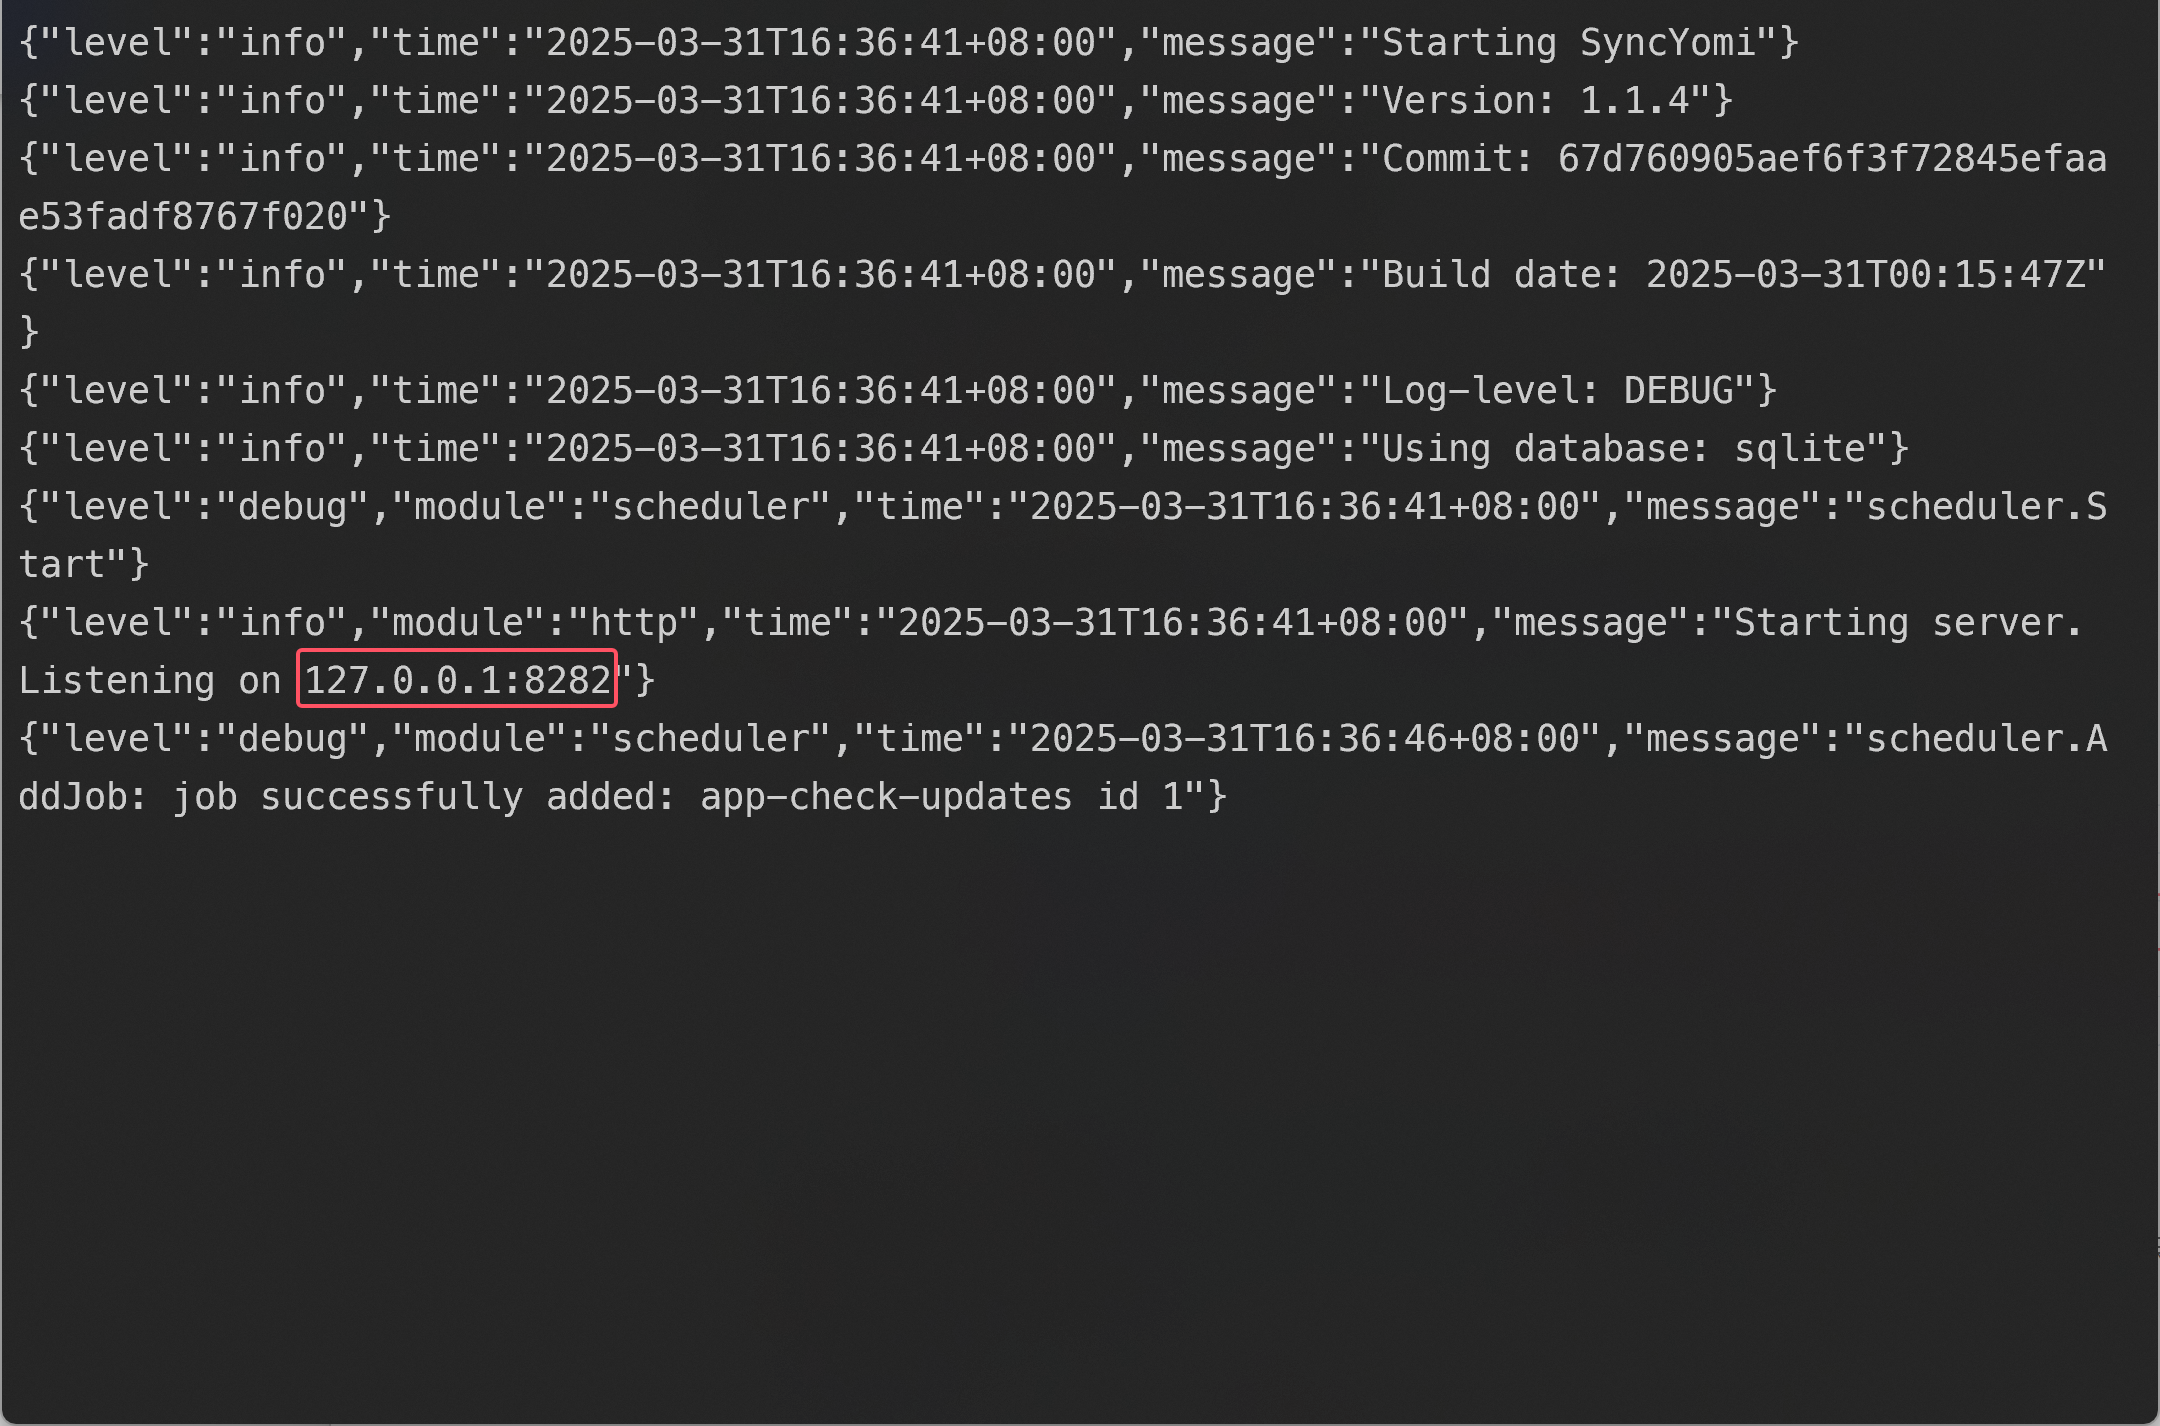 {"level":"info","time":"2025-03-31T16:36:41+08:00","message":"Starting SyncYomi"}
{"level":"info","time":"2025-03-31T16:36:41+08:00","message":"Version: 1.1.4"}
{"level":"info","time":"2025-03-31T16:36:41+08:00","message":"Commit: 67d760905aef6f3f72845efaa
e53fadf8767f020"}
{"level":"info","time":"2025-03-31T16:36:41+08:00","message":"Build date: 2025-03-31T00:15:47Z"
}
{"level":"info","time":"2025-03-31T16:36:41+08:00","message":"Log-level: DEBUG"}
{"level":"info","time":"2025-03-31T16:36:41+08:00","message":"Using database: sqlite"}
{"level":"debug","module":"scheduler","time":"2025-03-31T16:36:41+08:00","message":"scheduler.S
tart"}
{"level":"info","module":"http","time":"2025-03-31T16:36:41+08:00","message":"Starting server.
Listening on 127.0.0.1:8282"}
{"level":"debug","module":"scheduler","time":"2025-03-31T16:36:46+08:00","message":"scheduler.A
ddJob: job successfully added: app-check-updates id 1"}